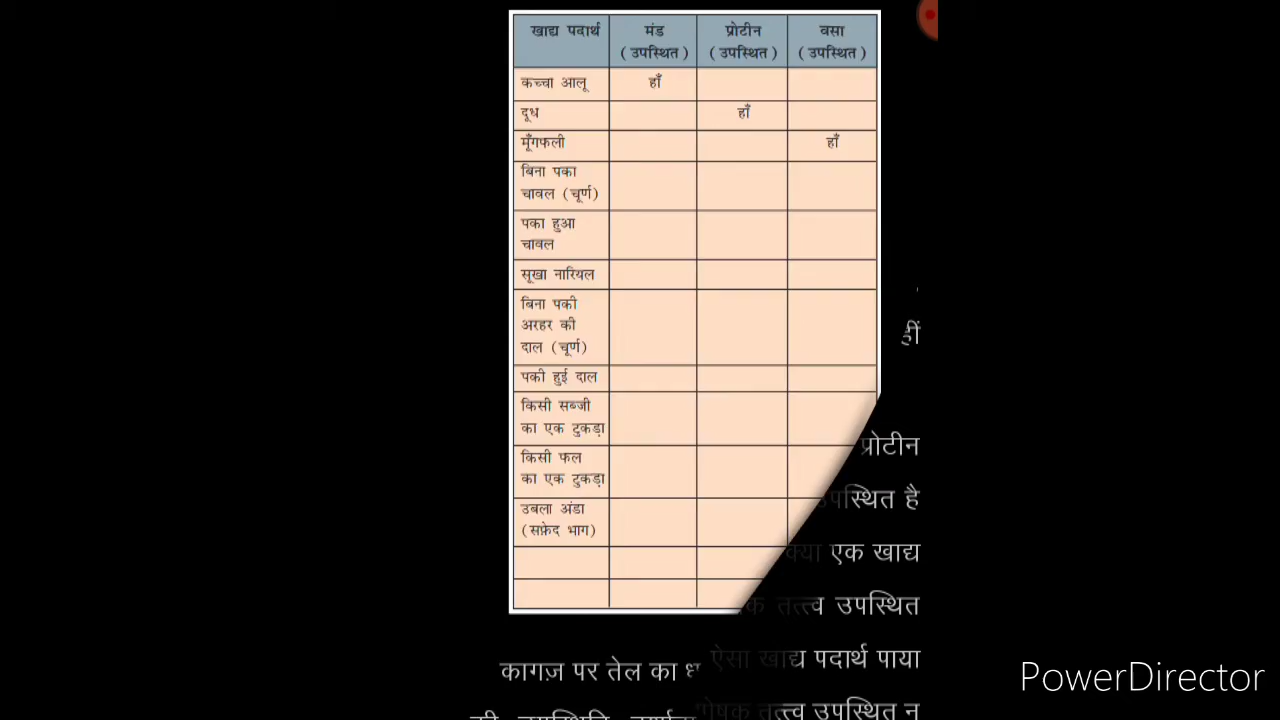 खाद्य पदार्थ मंड प्रोटीन वसा
(उपस्थित) (उपस्थित) (उपस्थित)
कच्चा आलू हाँ
दूध हाँ
मूँगफली हाँ
बिना पका
चावल (चूर्ण)
पका हुआ
चावल
सूखा नारियल
बिना पकी
अरहर की
दाल (चूर्ण)
पकी हुई दाल
किसी सब्जी
का एक टुकड़ा
किसी फल
का एक टुकड़ा
उबला अंडा
(सफ़ेद भाग)
प्रोटीन
उपस्थित है
क्या एक खाद्य
तत्त्व उपस्थित
ऐसा खाद्य पदार्थ पाया
कागज़ पर तेल का
तत्त्व उपस्थित न
PowerDirector